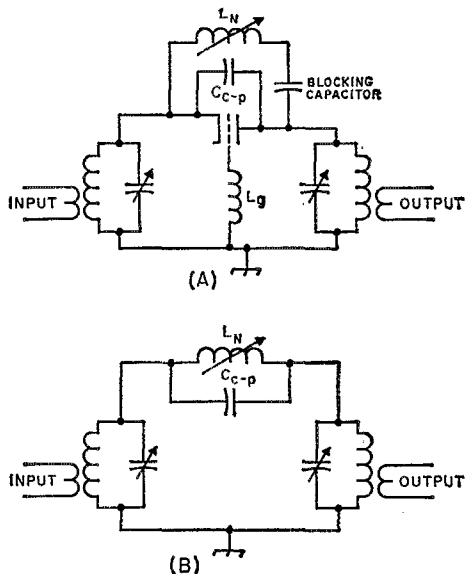 LN
Cc-p
BLOCKING
CAPACITOR
INPUT
Lg
OUTPUT
(A)
LN
Cc-p
INPUT
OUTPUT
(B)